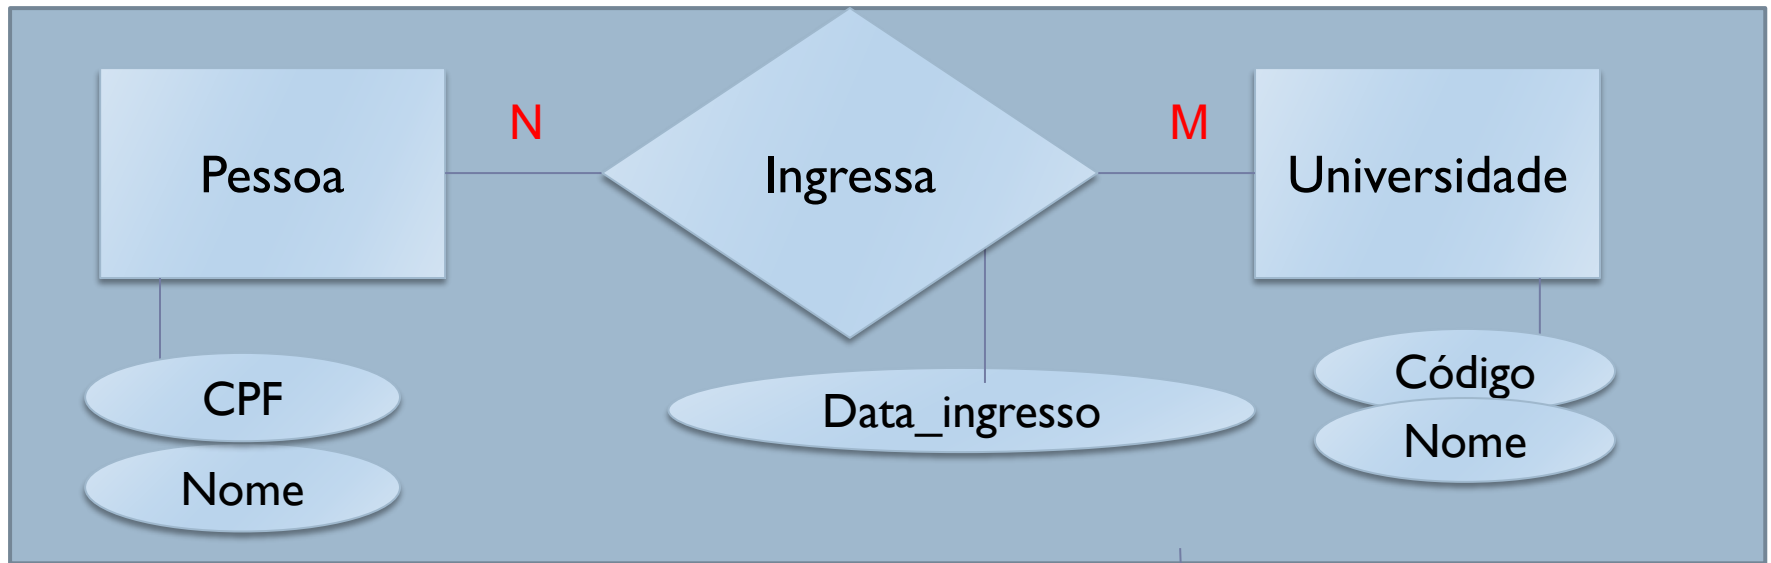 Pessoa
N
Ingressa
M
Universidade
CPF
Nome
Data_ingresso
Código
Nome